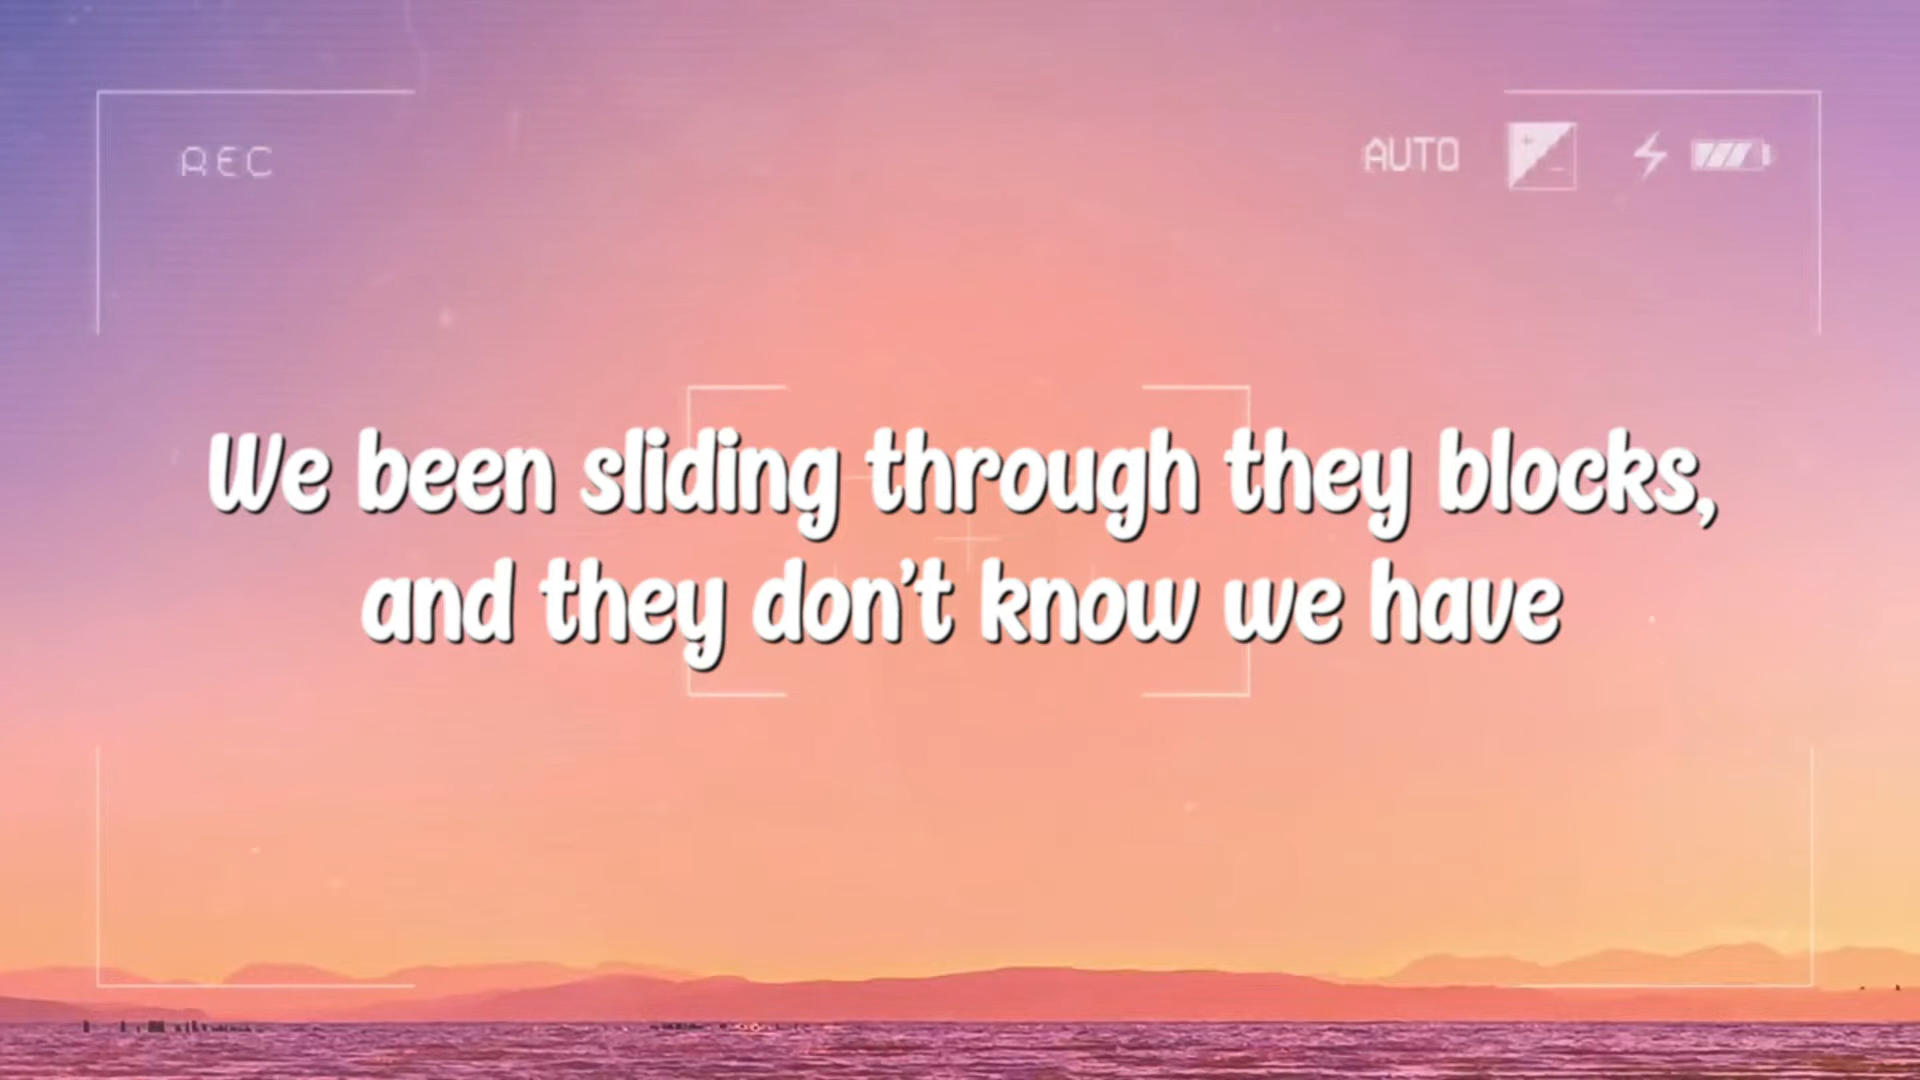 REC
AUTO
We been sliding through they blocks,
and they don't know we have